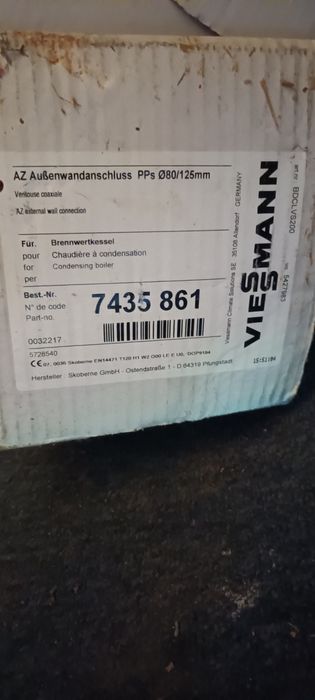 AZ Außenwandanschluss PPs Ø80/125mm
Ventouse coaxiale
AZ external wall connection
Für: Brennwertkessel
pour Chaudière à condensation
for Condensing boiler
per
Best.-Nr.
N° de code
Part-no.
7435 861
0032217
5726540
Hersteller: Skoberne GmbH - Ostendstraße 1 - D 64319 Pfungstadt
Viessmann Climate Solutions SE · 35108 Allendorf · GERMANY
VIESSMANN
BDCLVS200
5427983